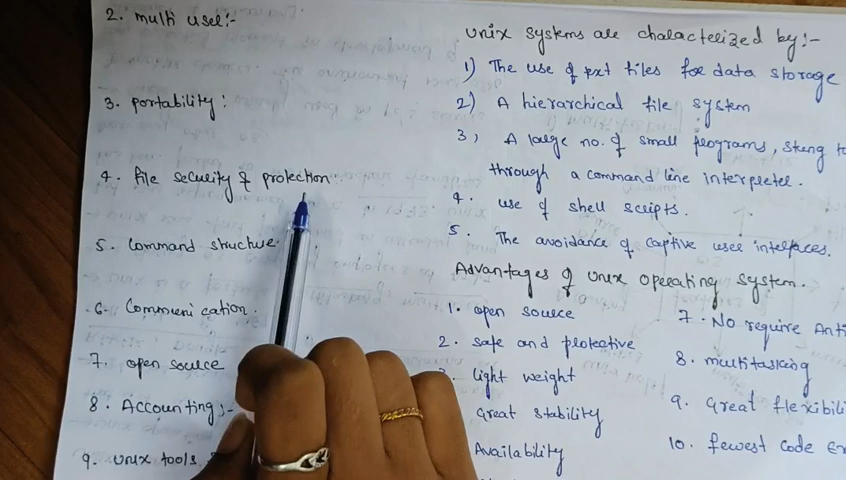 2. multi user:-
3. portability:
4. file security & protection.
5. Command structure.
6. Communication.
7. open source
8. Accounting:-
9. unix tools
unix systems are characterized by:-
1) The use of pxt files for data storage
2) A hierarchical file system
3, A large no. of small programs, strung
through a command line interpreter.
4. use of shell scripts.
5. The avoidance of captive user interfaces.
Advantages of unix operating system.
1. open source
2. safe and protective
light weight
Great stability
Availability
7. No require
8. multitasking
9. Great
10. fewest code